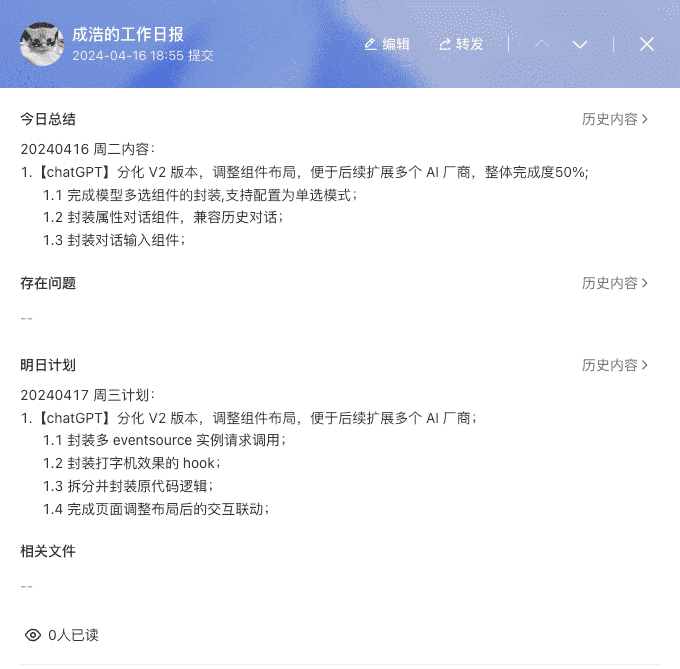 成浩的工作日报
2024-04-16 18:55 提交
编辑
转发
今日总结
历史内容
20240416 周二内容：
1.【chatGPT】分化 V2 版本，调整组件布局，便于后续扩展多个 AI 厂商，整体完成度50%;
1.1 完成模型多选组件的封装,支持配置为单选模式；
1.2 封装属性对话组件，兼容历史对话；
1.3 封装对话输入组件；
存在问题
历史内容
--
明日计划
历史内容
20240417 周三计划：
1.【chatGPT】分化 V2 版本，调整组件布局，便于后续扩展多个 AI 厂商；
1.1 封装多 eventsource 实例请求调用；
1.2 封装打字机效果的 hook；
1.3 拆分并封装原代码逻辑；
1.4 完成页面调整布局后的交互联动；
相关文件
--
0人已读